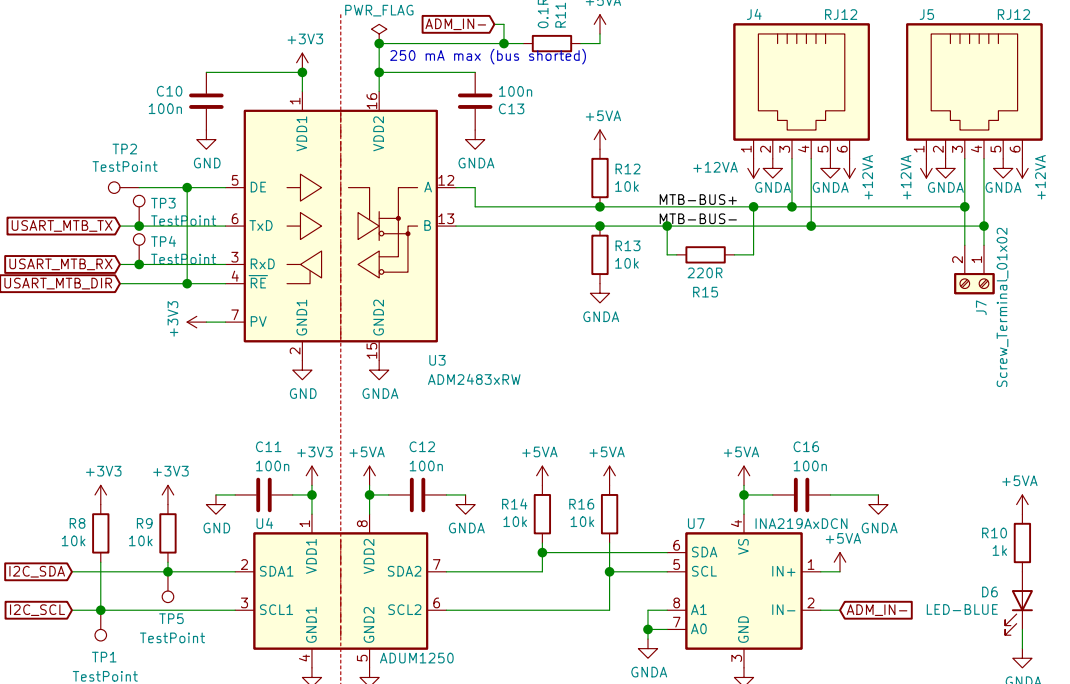 PWR_FLAG
ADM_IN-
0.1R
R11
+5VA
J4
RJ12
J5
RJ12
+3V3
250 mA max (bus shorted)
C10
100n
1
16
100n
C13
VDD1
VDD2
+5VA
GND
GNDA
1
2
3
4
5
6
1
2
3
4
5
6
TP2
TestPoint
R12
10k
+12VA
GNDA
GNDA
+12VA
+12VA
GNDA
GNDA
+12VA
5
DE
A
12
TP3
TestPoint
MTB-BUS+
USART_MTB_TX
6
TxD
B
13
MTB-BUS-
TP4
TestPoint
R13
10k
USART_MTB_RX
3
RxD
220R
R15
2
1
USART_MTB_DIR
4
RE
J7
Screw_Terminal_01x02
+3V3
7
PV
GND1
GND2
GNDA
2
15
U3
ADM2483xRW
GND
GNDA
C11
100n
+3V3
+5VA
C12
100n
+5VA
+5VA
+5VA
C16
100n
+3V3
+3V3
+5VA
R8
10k
R9
10k
GND
U4
1
8
GNDA
R14
10k
R16
10k
U7
4
INA219AxDCN
GNDA
+5VA
R10
1k
VDD1
VDD2
VS
6
SDA
I2C_SDA
2
SDA1
SDA2
7
5
SCL
IN+
1
D6
LED-BLUE
I2C_SCL
3
SCL1
SCL2
6
8
A1
IN-
2
ADM_IN-
TP5
TestPoint
GND1
GND2
7
A0
GND
TP1
TestPoint
4
5
ADUM1250
GNDA
3
GNDA